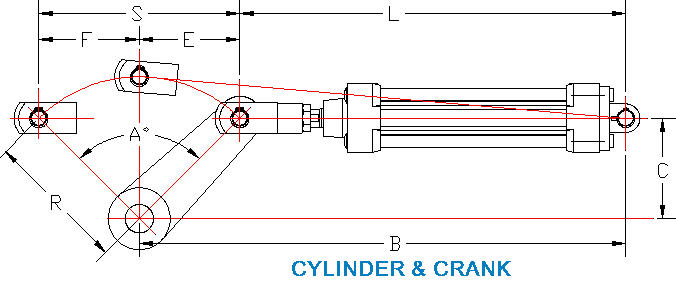 S L
F E
A°
R C
B
CYLINDER & CRANK